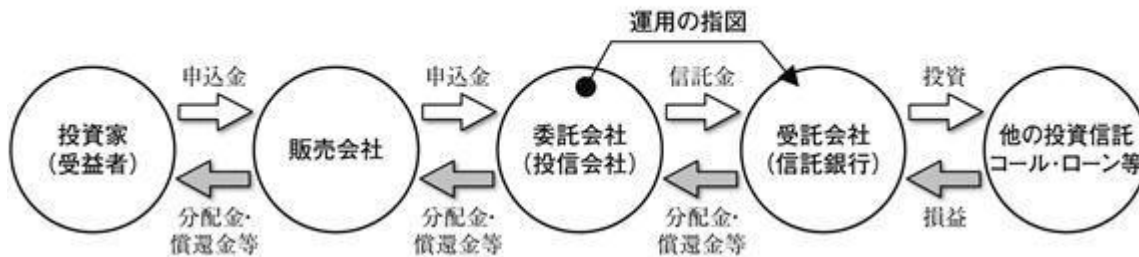 運用の指図
申込金
申込金
信託金
投資
投資家
（受益者）
販売会社
委託会社
（投信会社）
受託会社
（信託銀行）
他の投資信託
コール・ローン等
分配金・
償還金等
分配金・
償還金等
分配金・
償還金等
損益